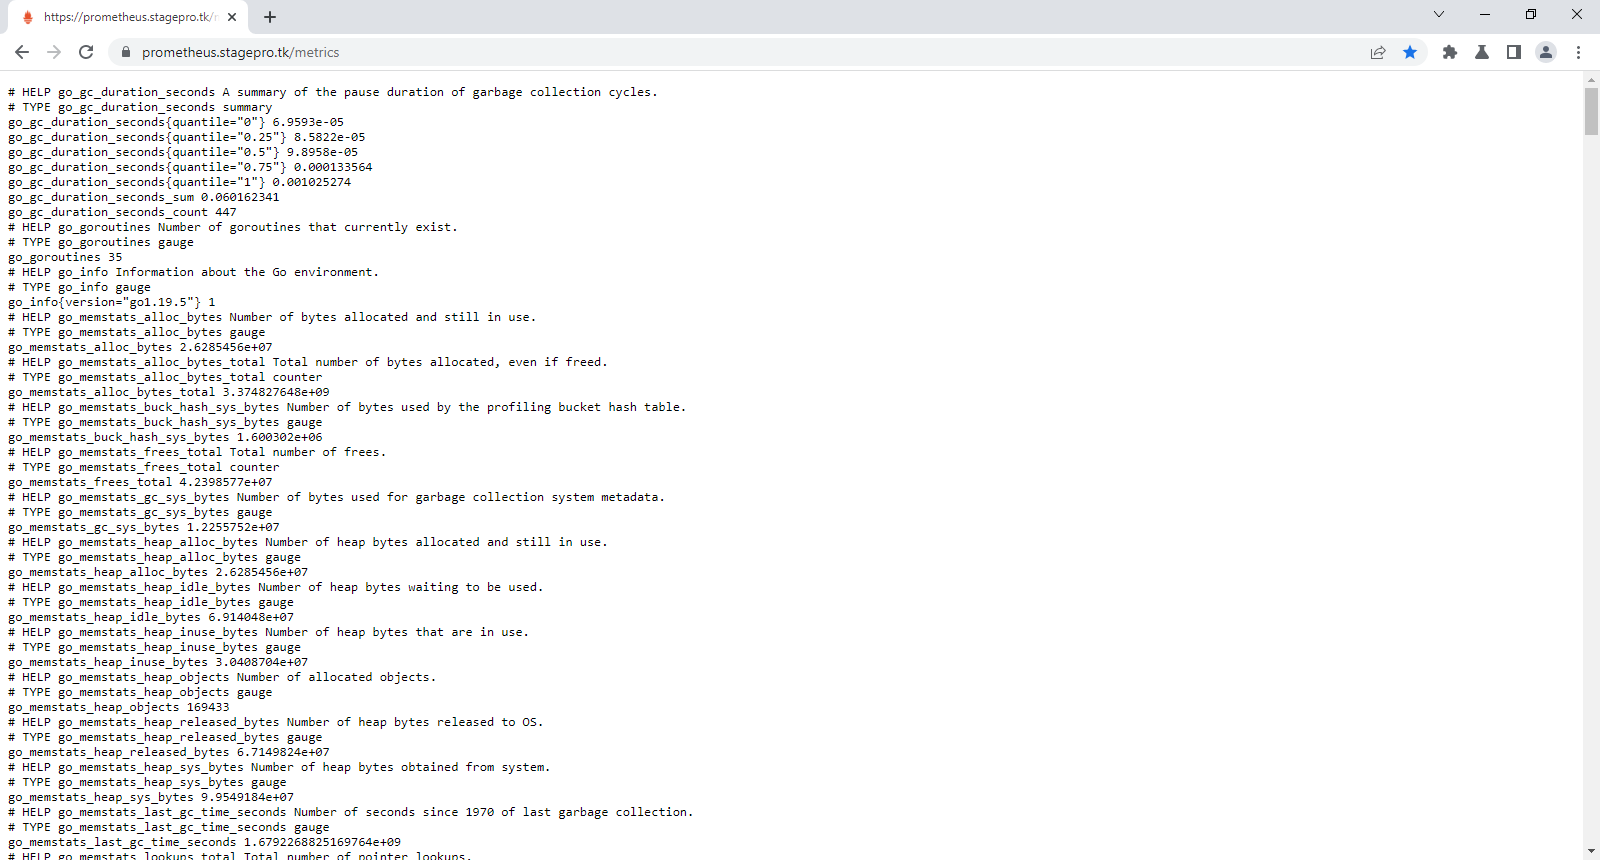 https://prometheus.stagepro.tk/
prometheus.stagepro.tk/metrics
# HELP go_gc_duration_seconds A summary of the pause duration of garbage collection cycles.
# TYPE go_gc_duration_seconds summary
go_gc_duration_seconds{quantile="0"} 6.9593e-05
go_gc_duration_seconds{quantile="0.25"} 8.5822e-05
go_gc_duration_seconds{quantile="0.5"} 9.8958e-05
go_gc_duration_seconds{quantile="0.75"} 0.000133564
go_gc_duration_seconds{quantile="1"} 0.001025274
go_gc_duration_seconds_sum 0.060162341
go_gc_duration_seconds_count 447
# HELP go_goroutines Number of goroutines that currently exist.
# TYPE go_goroutines gauge
go_goroutines 35
# HELP go_info Information about the Go environment.
# TYPE go_info gauge
go_info{version="go1.19.5"} 1
# HELP go_memstats_alloc_bytes Number of bytes allocated and still in use.
# TYPE go_memstats_alloc_bytes gauge
go_memstats_alloc_bytes 2.6285456e+07
# HELP go_memstats_alloc_bytes_total Total number of bytes allocated, even if freed.
# TYPE go_memstats_alloc_bytes_total counter
go_memstats_alloc_bytes_total 3.374827648e+09
# HELP go_memstats_buck_hash_sys_bytes Number of bytes used by the profiling bucket hash table.
# TYPE go_memstats_buck_hash_sys_bytes gauge
go_memstats_buck_hash_sys_bytes 1.600302e+06
# HELP go_memstats_frees_total Total number of frees.
# TYPE go_memstats_frees_total counter
go_memstats_frees_total 4.2398577e+07
# HELP go_memstats_gc_sys_bytes Number of bytes used for garbage collection system metadata.
# TYPE go_memstats_gc_sys_bytes gauge
go_memstats_gc_sys_bytes 1.2255752e+07
# HELP go_memstats_heap_alloc_bytes Number of heap bytes allocated and still in use.
# TYPE go_memstats_heap_alloc_bytes gauge
go_memstats_heap_alloc_bytes 2.6285456e+07
# HELP go_memstats_heap_idle_bytes Number of heap bytes waiting to be used.
# TYPE go_memstats_heap_idle_bytes gauge
go_memstats_heap_idle_bytes 6.914048e+07
# HELP go_memstats_heap_inuse_bytes Number of heap bytes that are in use.
# TYPE go_memstats_heap_inuse_bytes gauge
go_memstats_heap_inuse_bytes 3.0408704e+07
# HELP go_memstats_heap_objects Number of allocated objects.
# TYPE go_memstats_heap_objects gauge
go_memstats_heap_objects 169433
# HELP go_memstats_heap_released_bytes Number of heap bytes released to OS.
# TYPE go_memstats_heap_released_bytes gauge
go_memstats_heap_released_bytes 6.7149824e+07
# HELP go_memstats_heap_sys_bytes Number of heap bytes obtained from system.
# TYPE go_memstats_heap_sys_bytes gauge
go_memstats_heap_sys_bytes 9.9549184e+07
# HELP go_memstats_last_gc_time_seconds Number of seconds since 1970 of last garbage collection.
# TYPE go_memstats_last_gc_time_seconds gauge
go_memstats_last_gc_time_seconds 1.6792268825169764e+09
# HELP go_memstats_lookups_total Total number of pointer lookups.